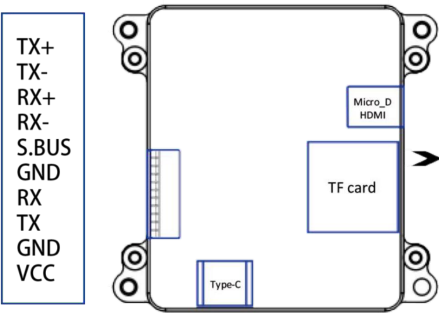 TX+
TX-
RX+
RX-
S.BUS
GND
RX
TX
GND
VCC
Micro_D
HDMI
TF card
Type-C